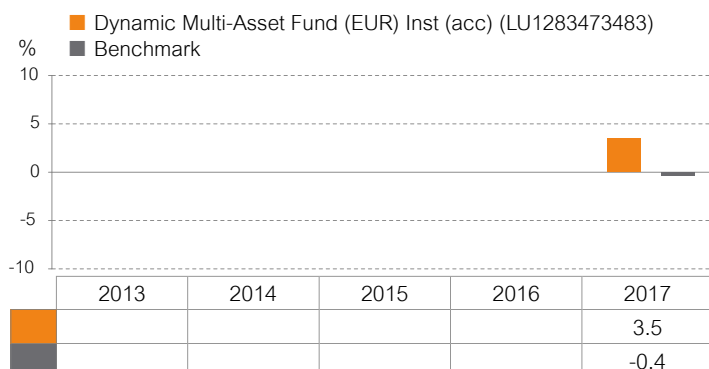 Dynamic Multi-Asset Fund (EUR) Inst (acc) (LU1283473483)
% Benchmark
10
5
0
-5
-10
2013 2014 2015 2016 2017
3.5
-0.4